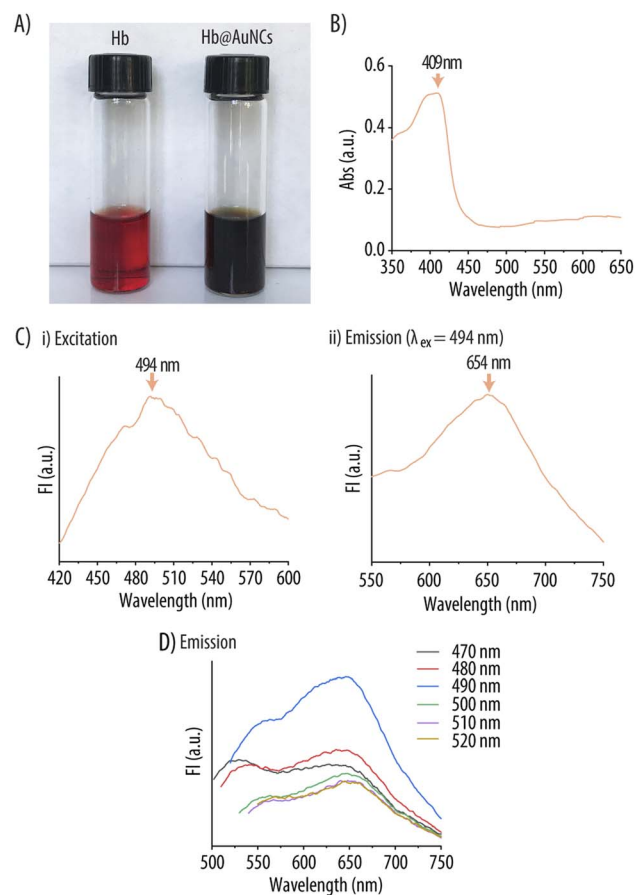 A)
Hb
Hb@AuNCs
B)
409nm
0.6
0.4
0.2
0.0
Abs (a.u.)
350 400 450 500 550 600 650
Wavelength (nm)
C) i) Excitation
494 nm
FI (a.u.)
420 450 480 510 540 570 600
Wavelength (nm)
ii) Emission (λex = 494 nm)
654 nm
FI (a.u.)
550 600 650 700 750
Wavelength (nm)
D) Emission
470 nm
480 nm
490 nm
500 nm
510 nm
520 nm
FI (a.u.)
500 550 600 650 700 750
Wavelength (nm)